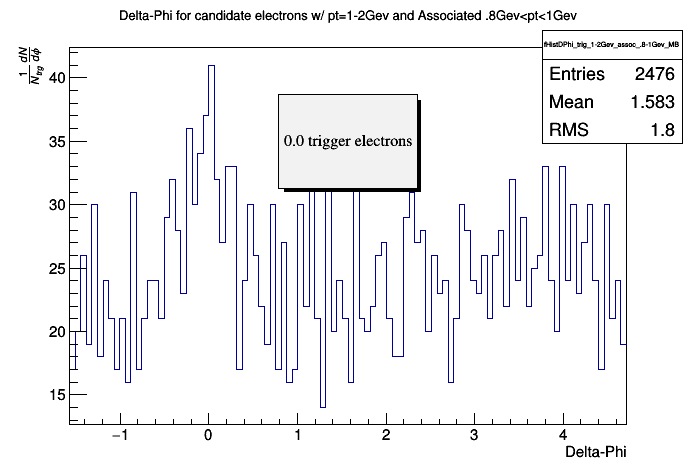 Delta-Phi for candidate electrons w/ pt=1-2Gev and Associated .8Gev<pt<1Gev
fHistDPhi_trig_1-2Gev_assoc_.8-1Gev_MB
Entries 2476
Mean 1.583
RMS 1.8
1/N_trg dN/dϕ
0.0 trigger electrons
40
35
30
25
20
15
−1 0 1 2 3 4
Delta-Phi